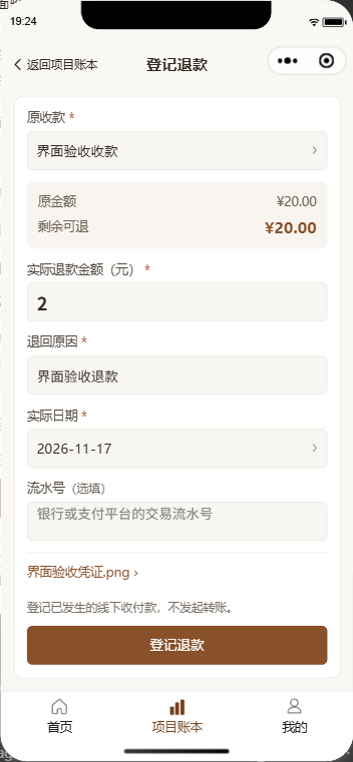 19:24
返回项目账本
登记退款
原收款 *
界面验收收款
原金额 ¥20.00
剩余可退 ¥20.00
实际退款金额（元） *
2
退回原因 *
界面验收退款
实际日期 *
2026-11-17
流水号（选填）
银行或支付平台的交易流水号
界面验收凭证.png ›
登记已发生的线下收付款，不发起转账。
登记退款
首页 项目账本 我的